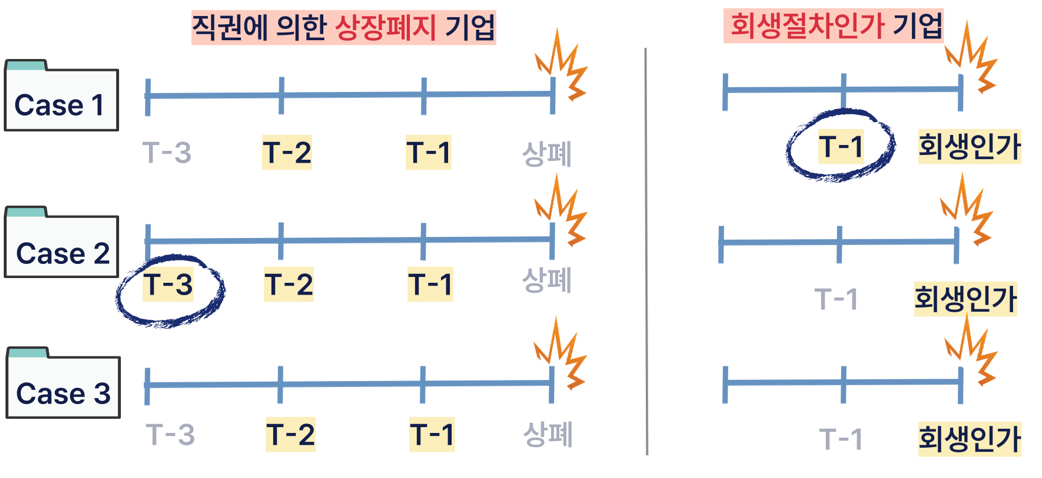 직권에 의한 상장폐지 기업
회생절차인가 기업
Case 1
T-3 T-2 T-1 상폐
T-1 회생인가
Case 2
T-3 T-2 T-1 상폐
T-1 회생인가
Case 3
T-3 T-2 T-1 상폐
T-1 회생인가